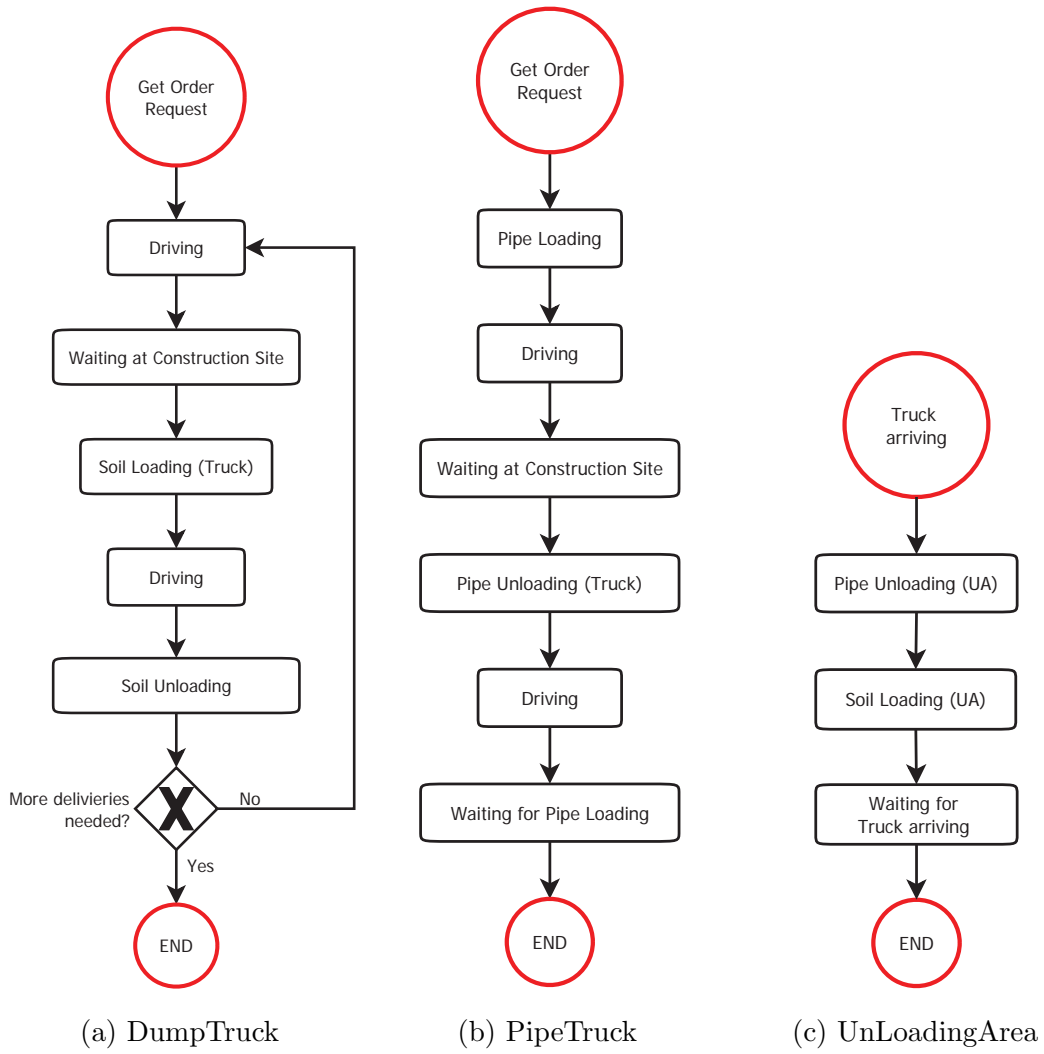 Get Order
Request
Driving
Waiting at Construction Site
Soil Loading (Truck)
Driving
Soil Unloading
More delivieries
needed?
No
Yes
END
(a) DumpTruck
Get Order
Request
Pipe Loading
Driving
Waiting at Construction Site
Pipe Unloading (Truck)
Driving
Waiting for Pipe Loading
END
(b) PipeTruck
Truck
arriving
Pipe Unloading (UA)
Soil Loading (UA)
Waiting for
Truck arriving
END
(c) UnLoadingArea